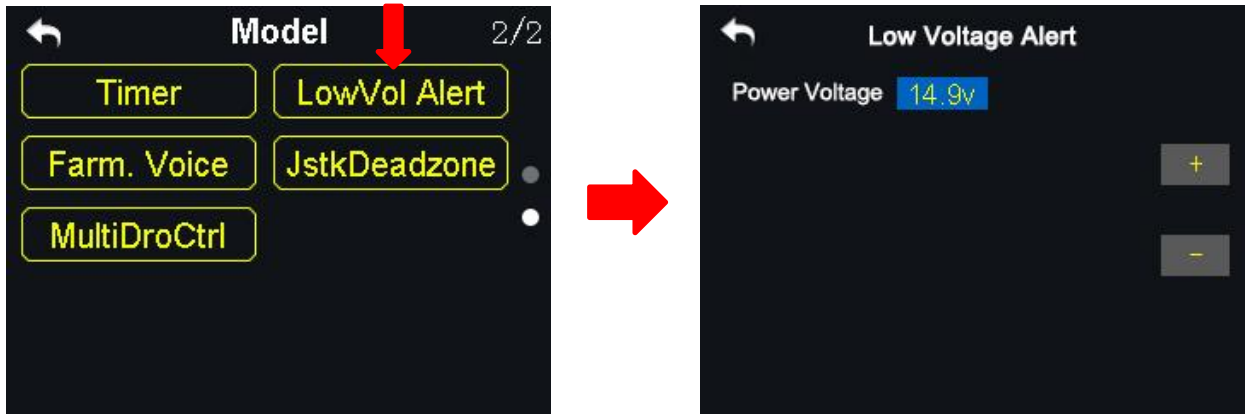 Model 2/2
Timer LowVol Alert
Farm. Voice JstkDeadzone
MultiDroCtrl
Low Voltage Alert
Power Voltage 14.9v
+
-